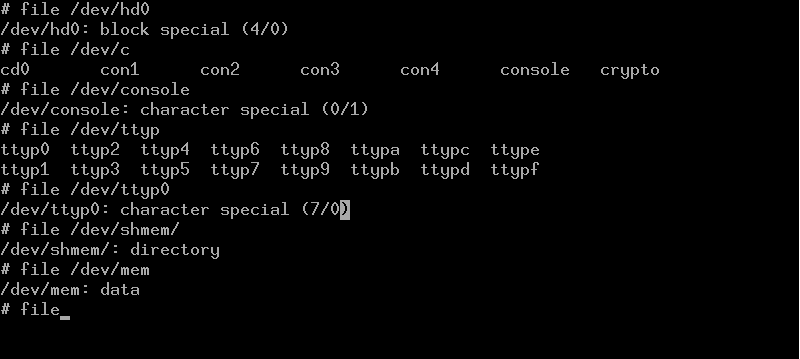 # file /dev/hd0
/dev/hd0: block special (4/0)
# file /dev/c
cd0       con1      con2      con3      con4      console   crypto
# file /dev/console
/dev/console: character special (0/1)
# file /dev/ttyp
ttyp0  ttyp2  ttyp4  ttyp6  ttyp8  ttypa  ttypc  ttype
ttyp1  ttyp3  ttyp5  ttyp7  ttyp9  ttypb  ttypd  ttypf
# file /dev/ttyp0
/dev/ttyp0: character special (7/0)
# file /dev/shmem/
/dev/shmem/: directory
# file /dev/mem
/dev/mem: data
# file_